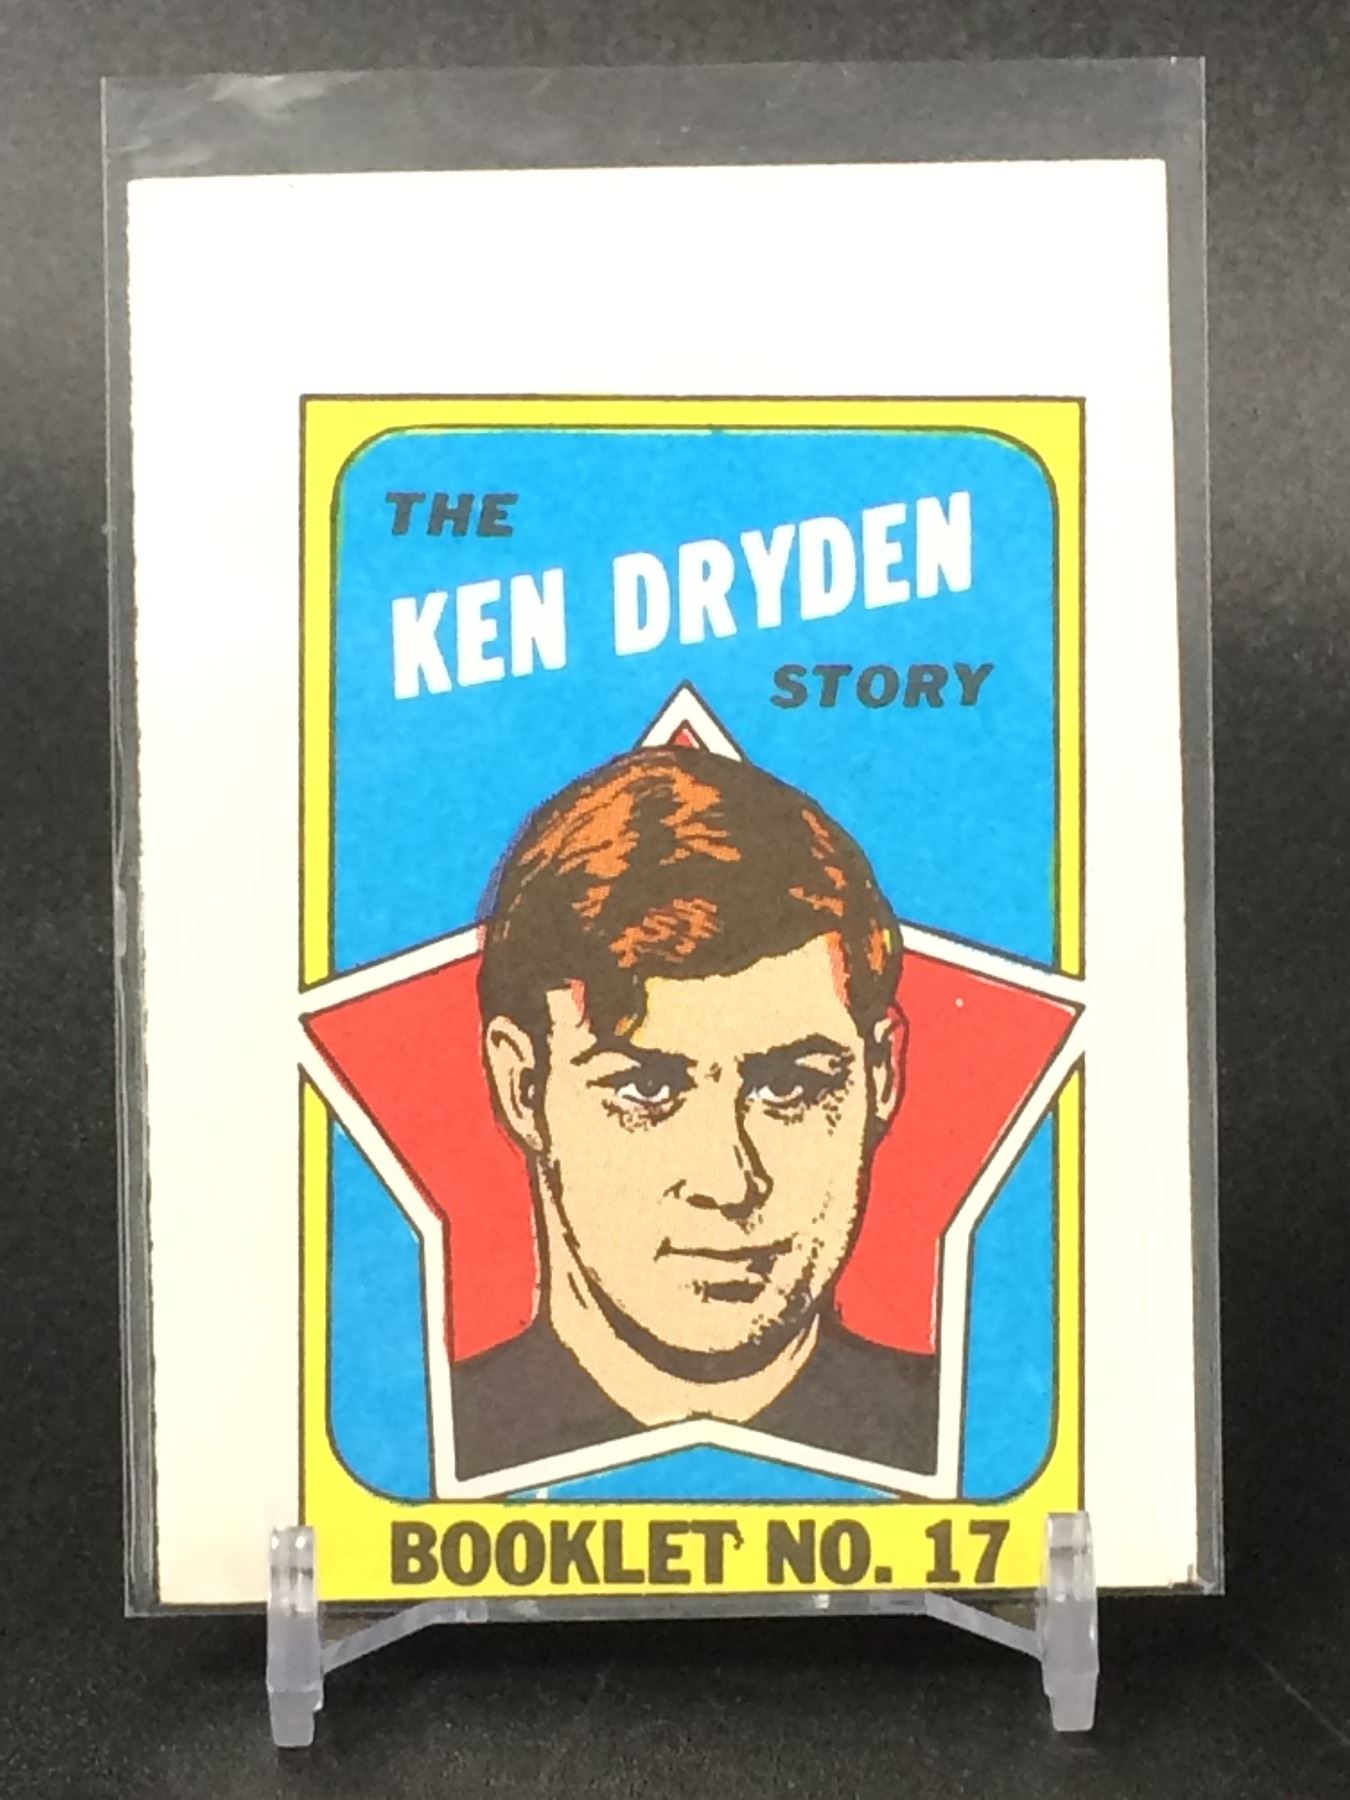 THE
KEN DRYDEN
STORY
BOOKLET NO. 17